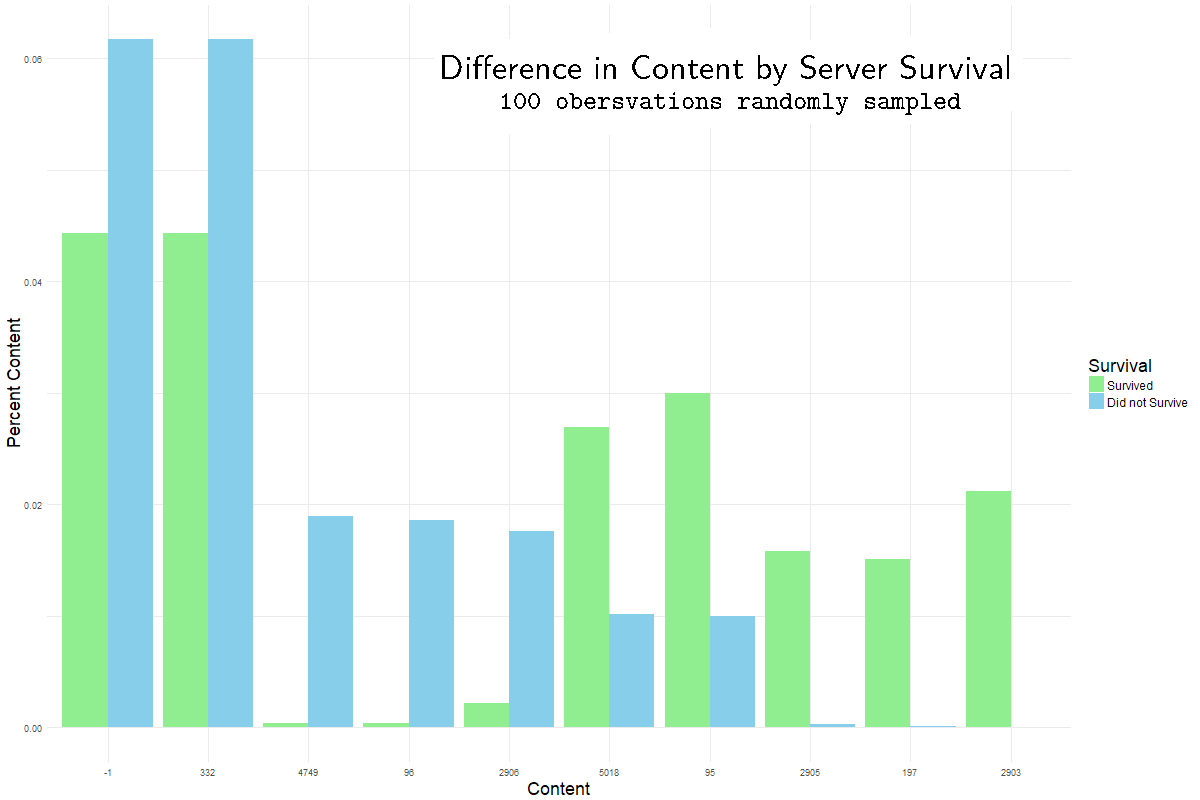 Difference in Content by Server Survival
100 obersvations randomly sampled
0.06
0.04
0.02
0.00
Percent Content
-1 332 4749 96 2906 5018 95 2905 197 2903
Content
Survival
Survived
Did not Survive